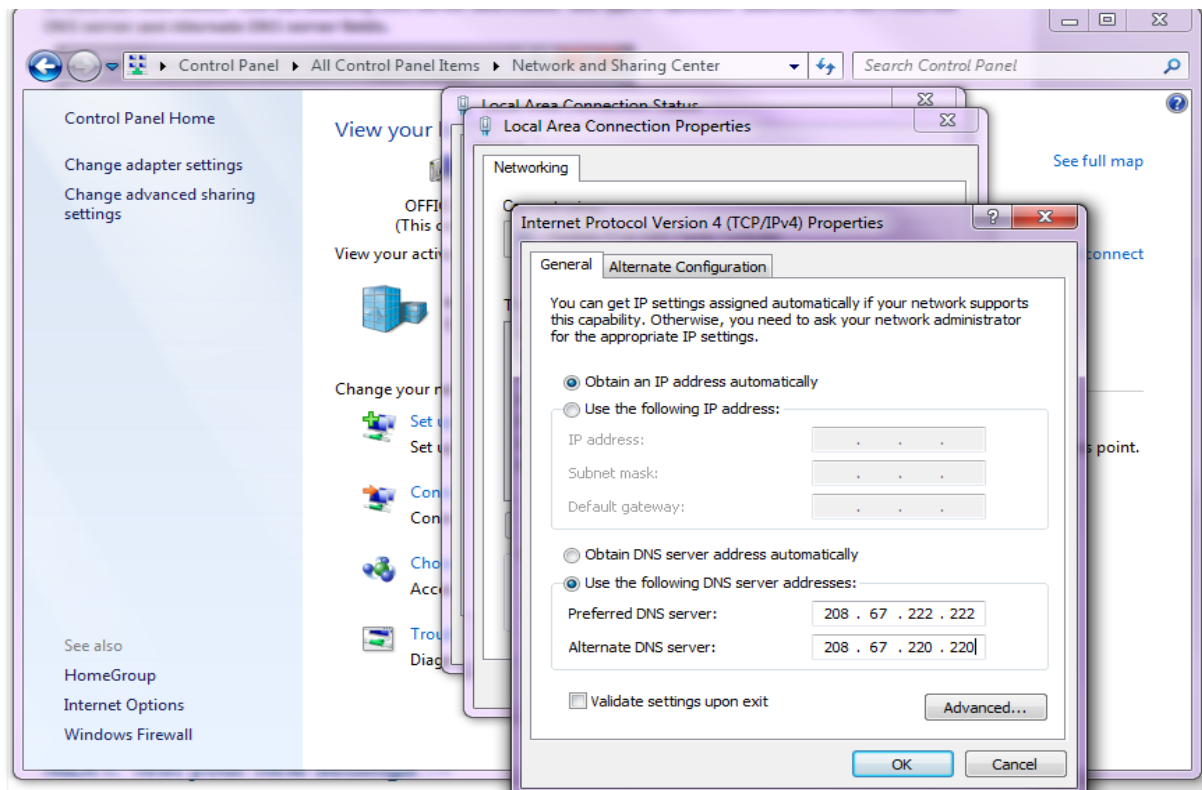 Control Panel
All Control Panel Items
Network and Sharing Center
Search Control Panel
Control Panel Home
Change adapter settings
Change advanced sharing
settings
See also
HomeGroup
Internet Options
Windows Firewall
View your
See full map
OFFI
(This c
View your activ
connect
Change your n
Set u
Set u
s point.
Con
Con
Cho
Acce
Trou
Diag
Local Area Connection Status
Local Area Connection Properties
Networking
Internet Protocol Version 4 (TCP/IPv4) Properties
General
Alternate Configuration
You can get IP settings assigned automatically if your network supports
this capability. Otherwise, you need to ask your network administrator
for the appropriate IP settings.
Obtain an IP address automatically
Use the following IP address:
IP address:
Subnet mask:
Default gateway:
Obtain DNS server address automatically
Use the following DNS server addresses:
Preferred DNS server: 208 . 67 . 222 . 222
Alternate DNS server: 208 . 67 . 220 . 220
Validate settings upon exit
Advanced...
OK
Cancel